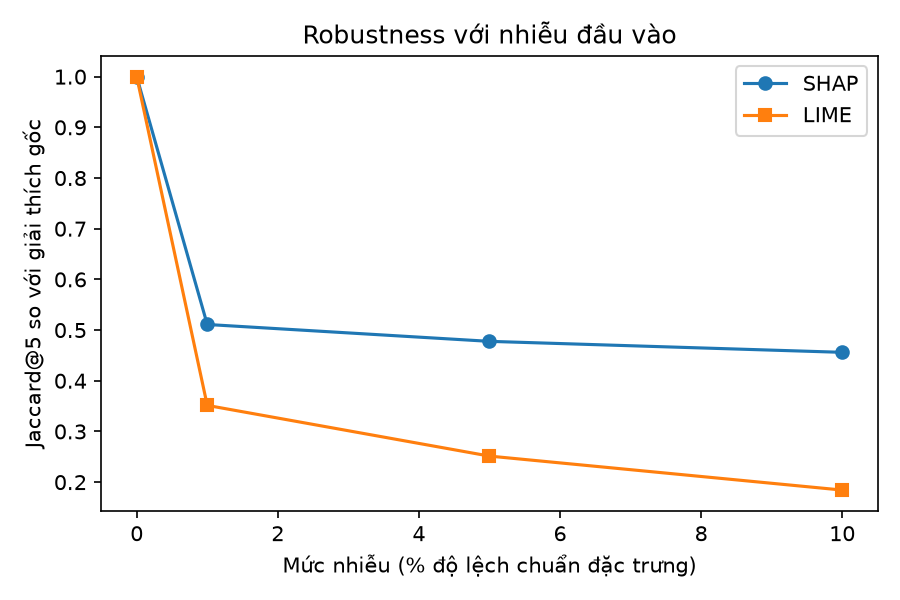 Robustness với nhiễu đầu vào
SHAP
LIME
Jaccard@5 so với giải thích gốc
1.0
0.9
0.8
0.7
0.6
0.5
0.4
0.3
0.2
0 2 4 6 8 10
Mức nhiễu (% độ lệch chuẩn đặc trưng)